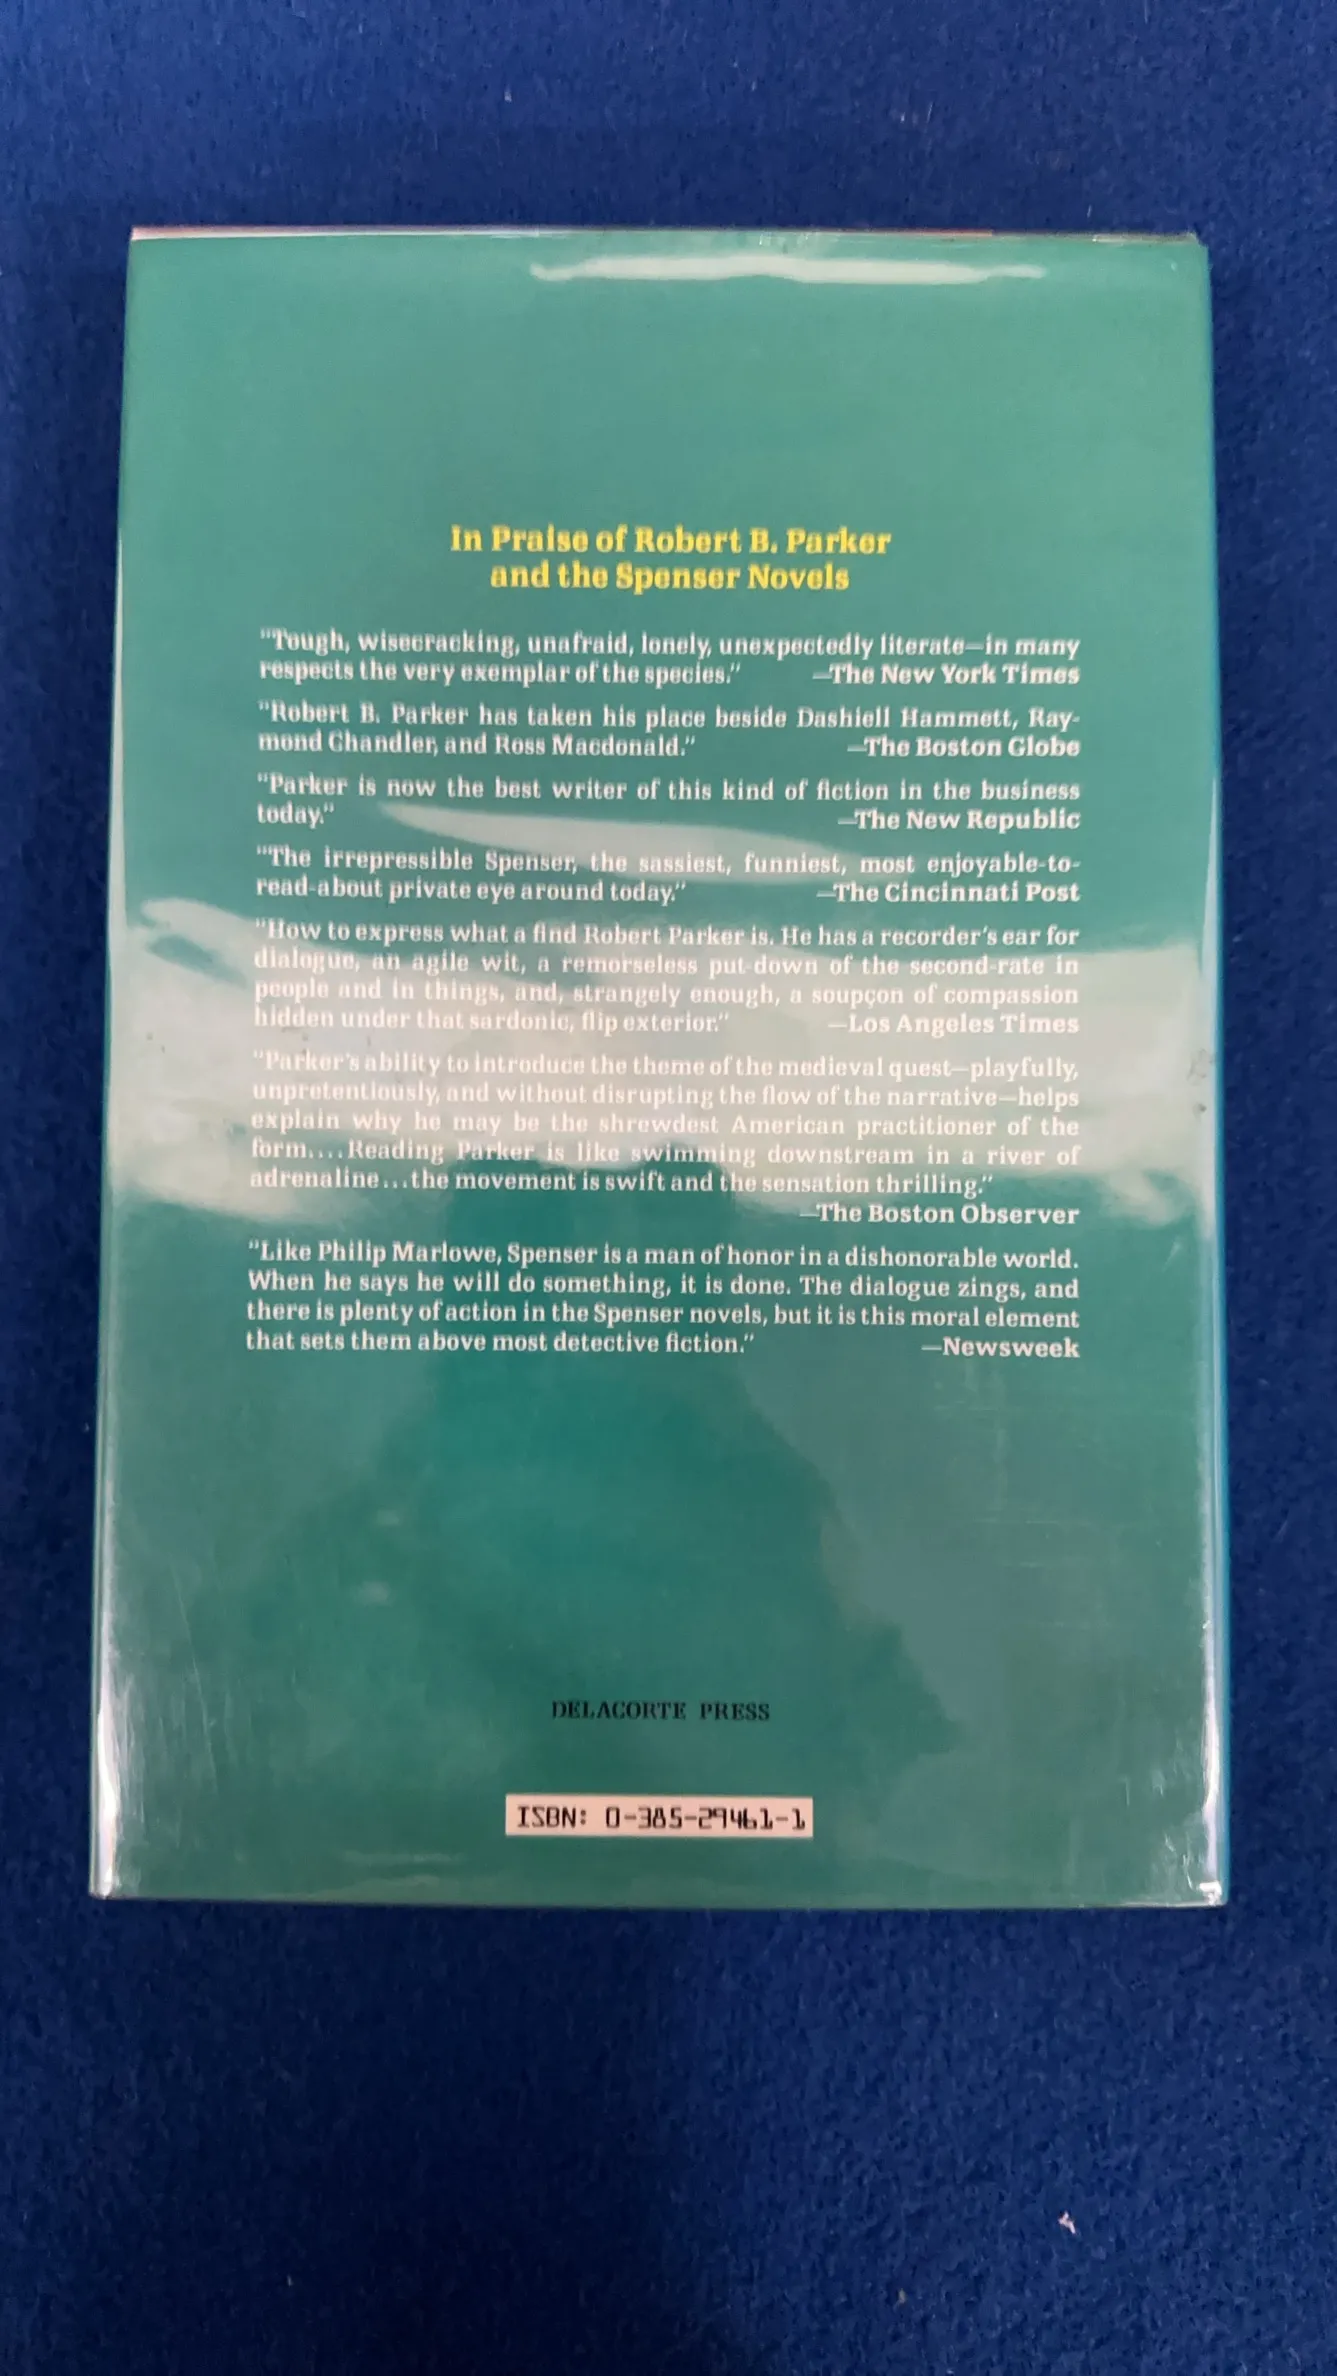 In Praise of Robert B. Parker
and the Spenser Novels
"Tough, wisecracking, unafraid, lonely, unexpectedly literate—in many
respects the very exemplar of the species." —The New York Times
"Robert B. Parker has taken his place beside Dashiell Hammett, Ray-
mond Chandler, and Ross Macdonald." —The Boston Globe
"Parker is now the best writer of this kind of fiction in the business
today." —The New Republic
"The irrepressible Spenser, the sassiest, funniest, most enjoyable-to-
read-about private eye around today." —The Cincinnati Post
"How to express what a find Robert Parker is. He has a recorder's ear for
dialogue, an agile wit, a remorseless put-down of the second-rate in
people and in things, and, strangely enough, a soupçon of compassion
hidden under that sardonic, flip exterior." —Los Angeles Times
"Parker's ability to introduce the theme of the medieval quest—playfully,
unpretentiously, and without disrupting the flow of the narrative—helps
explain why he may be the shrewdest American practitioner of the
form....Reading Parker is like swimming downstream in a river of
adrenaline...the movement is swift and the sensation thrilling."
—The Boston Observer
"Like Philip Marlowe, Spenser is a man of honor in a dishonorable world.
When he says he will do something, it is done. The dialogue zings, and
there is plenty of action in the Spenser novels, but it is this moral element
that sets them above most detective fiction." —Newsweek
DELACORTE PRESS
ISBN: 0-385-29461-1